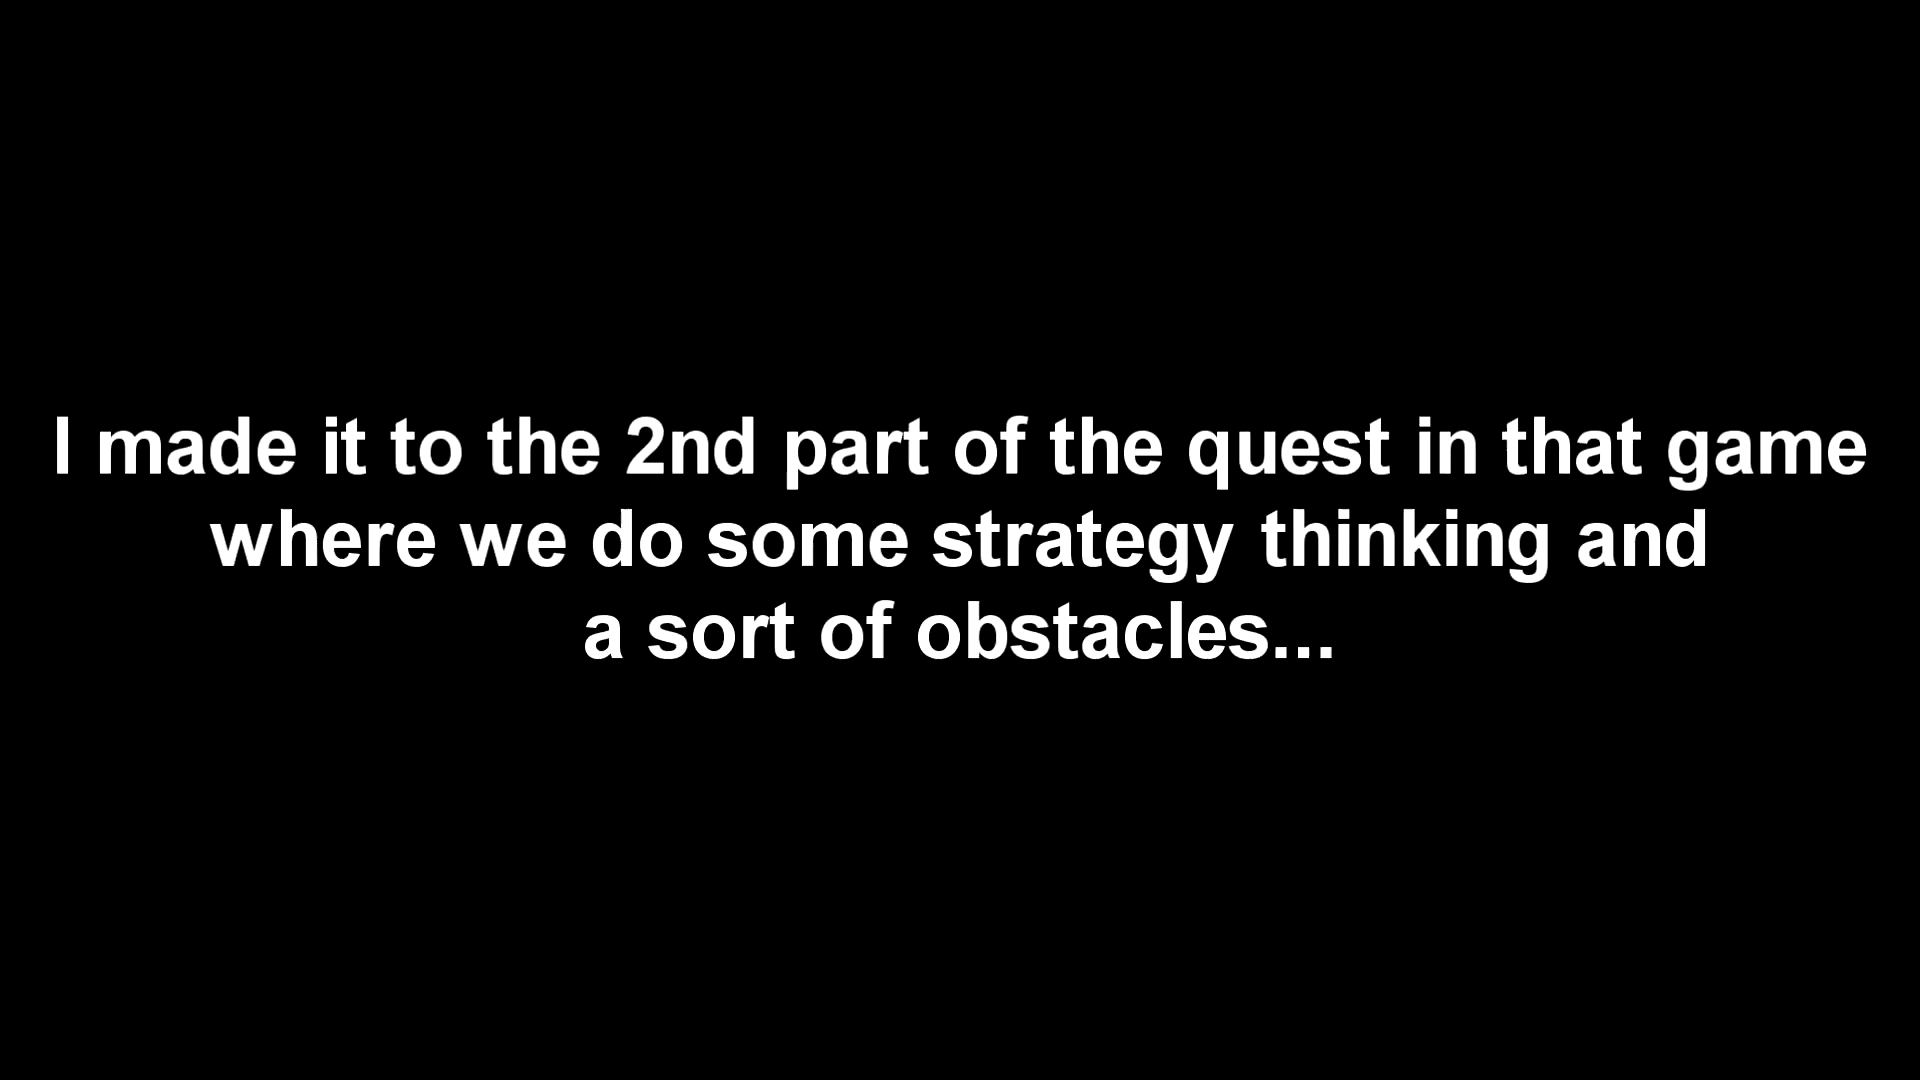 I made it to the 2nd part of the quest in that game
where we do some strategy thinking and
a sort of obstacles...